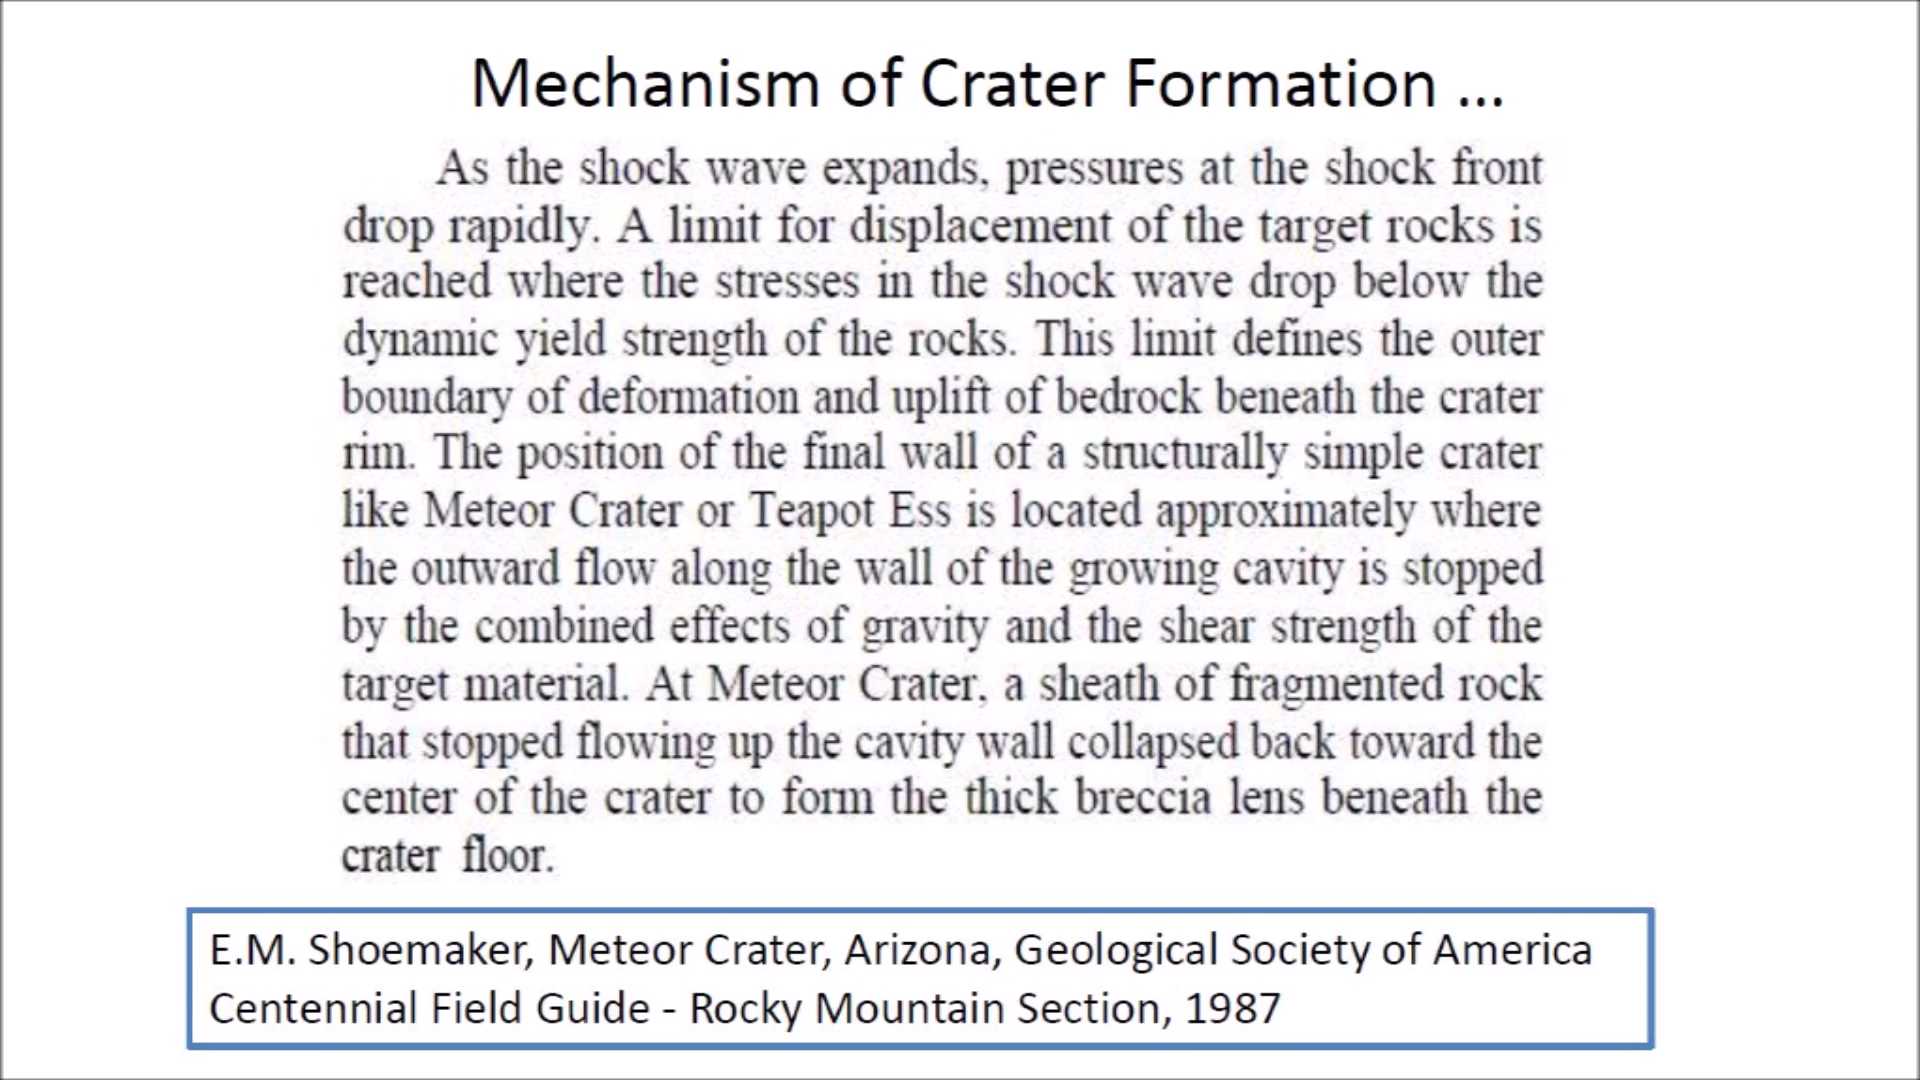 Mechanism of Crater Formation ...
As the shock wave expands, pressures at the shock front
drop rapidly. A limit for displacement of the target rocks is
reached where the stresses in the shock wave drop below the
dynamic yield strength of the rocks. This limit defines the outer
boundary of deformation and uplift of bedrock beneath the crater
rim. The position of the final wall of a structurally simple crater
like Meteor Crater or Teapot Ess is located approximately where
the outward flow along the wall of the growing cavity is stopped
by the combined effects of gravity and the shear strength of the
target material. At Meteor Crater, a sheath of fragmented rock
that stopped flowing up the cavity wall collapsed back toward the
center of the crater to form the thick breccia lens beneath the
crater floor.
E.M. Shoemaker, Meteor Crater, Arizona, Geological Society of America
Centennial Field Guide - Rocky Mountain Section, 1987